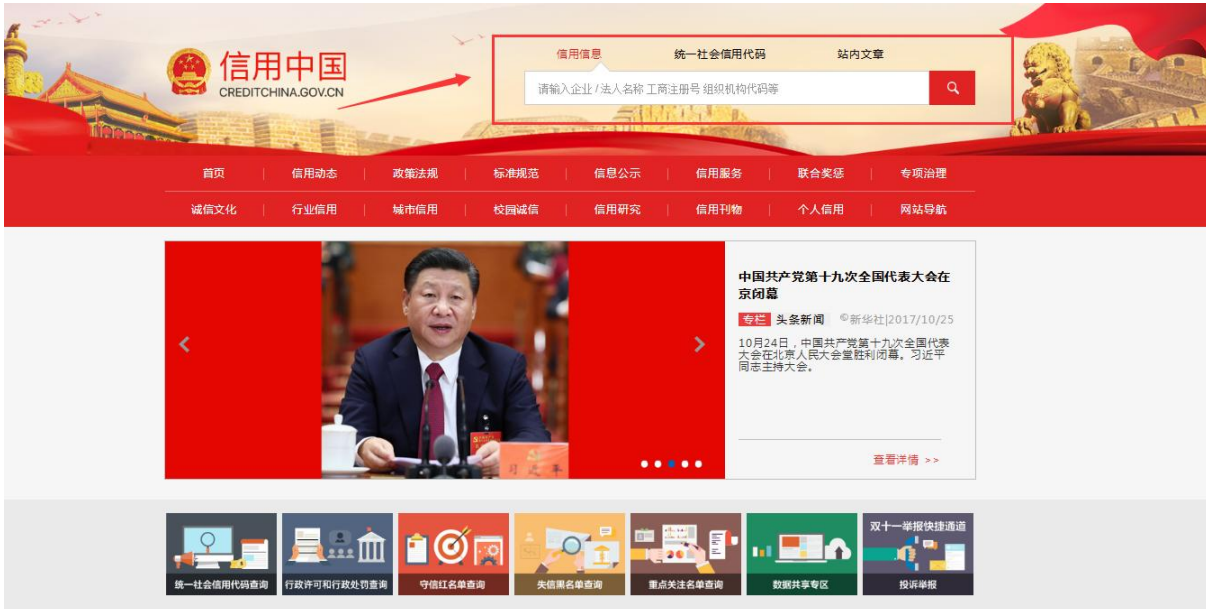 信用信息 统一社会信用代码 站内文章
信用中国
CREDITCHINA.GOV.CN
请输入企业/法人名称 工商注册号 组织机构代码等
首页 | 信用动态 | 政策法规 | 标准规范 | 信息公示 | 信用服务 | 联合奖惩 | 专项治理
诚信文化 | 行业信用 | 城市信用 | 校园诚信 | 信用研究 | 信用刊物 | 个人信用 | 网站导航
中国共产党第十九次全国代表大会在
京闭幕
专栏 头条新闻 ©新华社|2017/10/25
10月24日，中国共产党第十九次全国代表
大会在北京人民大会堂胜利闭幕。习近平
同志主持大会。
习近平
查看详情 >>
双十一举报快捷通道
统一社会信用代码查询 行政许可和行政处罚查询 守信红名单查询 失信黑名单查询 重点关注名单查询 数据共享专区 投诉举报